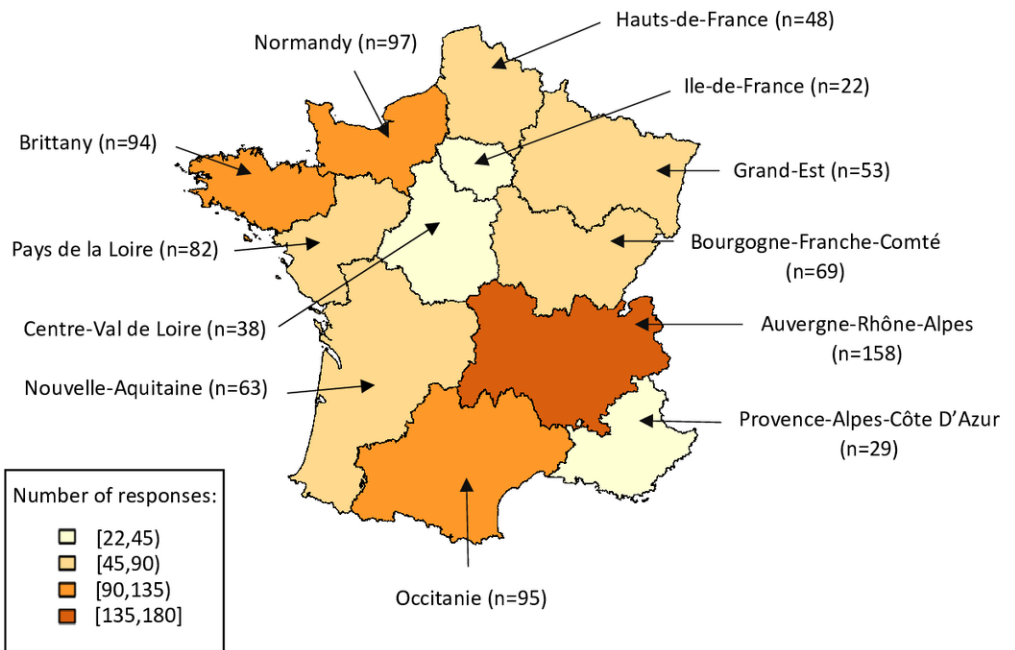 Hauts-de-France (n=48)
Normandy (n=97)
Ile-de-France (n=22)
Brittany (n=94)
Grand-Est (n=53)
Pays de la Loire (n=82)
Bourgogne-Franche-Comté
(n=69)
Centre-Val de Loire (n=38)
Auvergne-Rhône-Alpes
(n=158)
Nouvelle-Aquitaine (n=63)
Provence-Alpes-Côte D’Azur
(n=29)
Number of responses:
[22,45)
[45,90)
[90,135)
[135,180]
Occitanie (n=95)